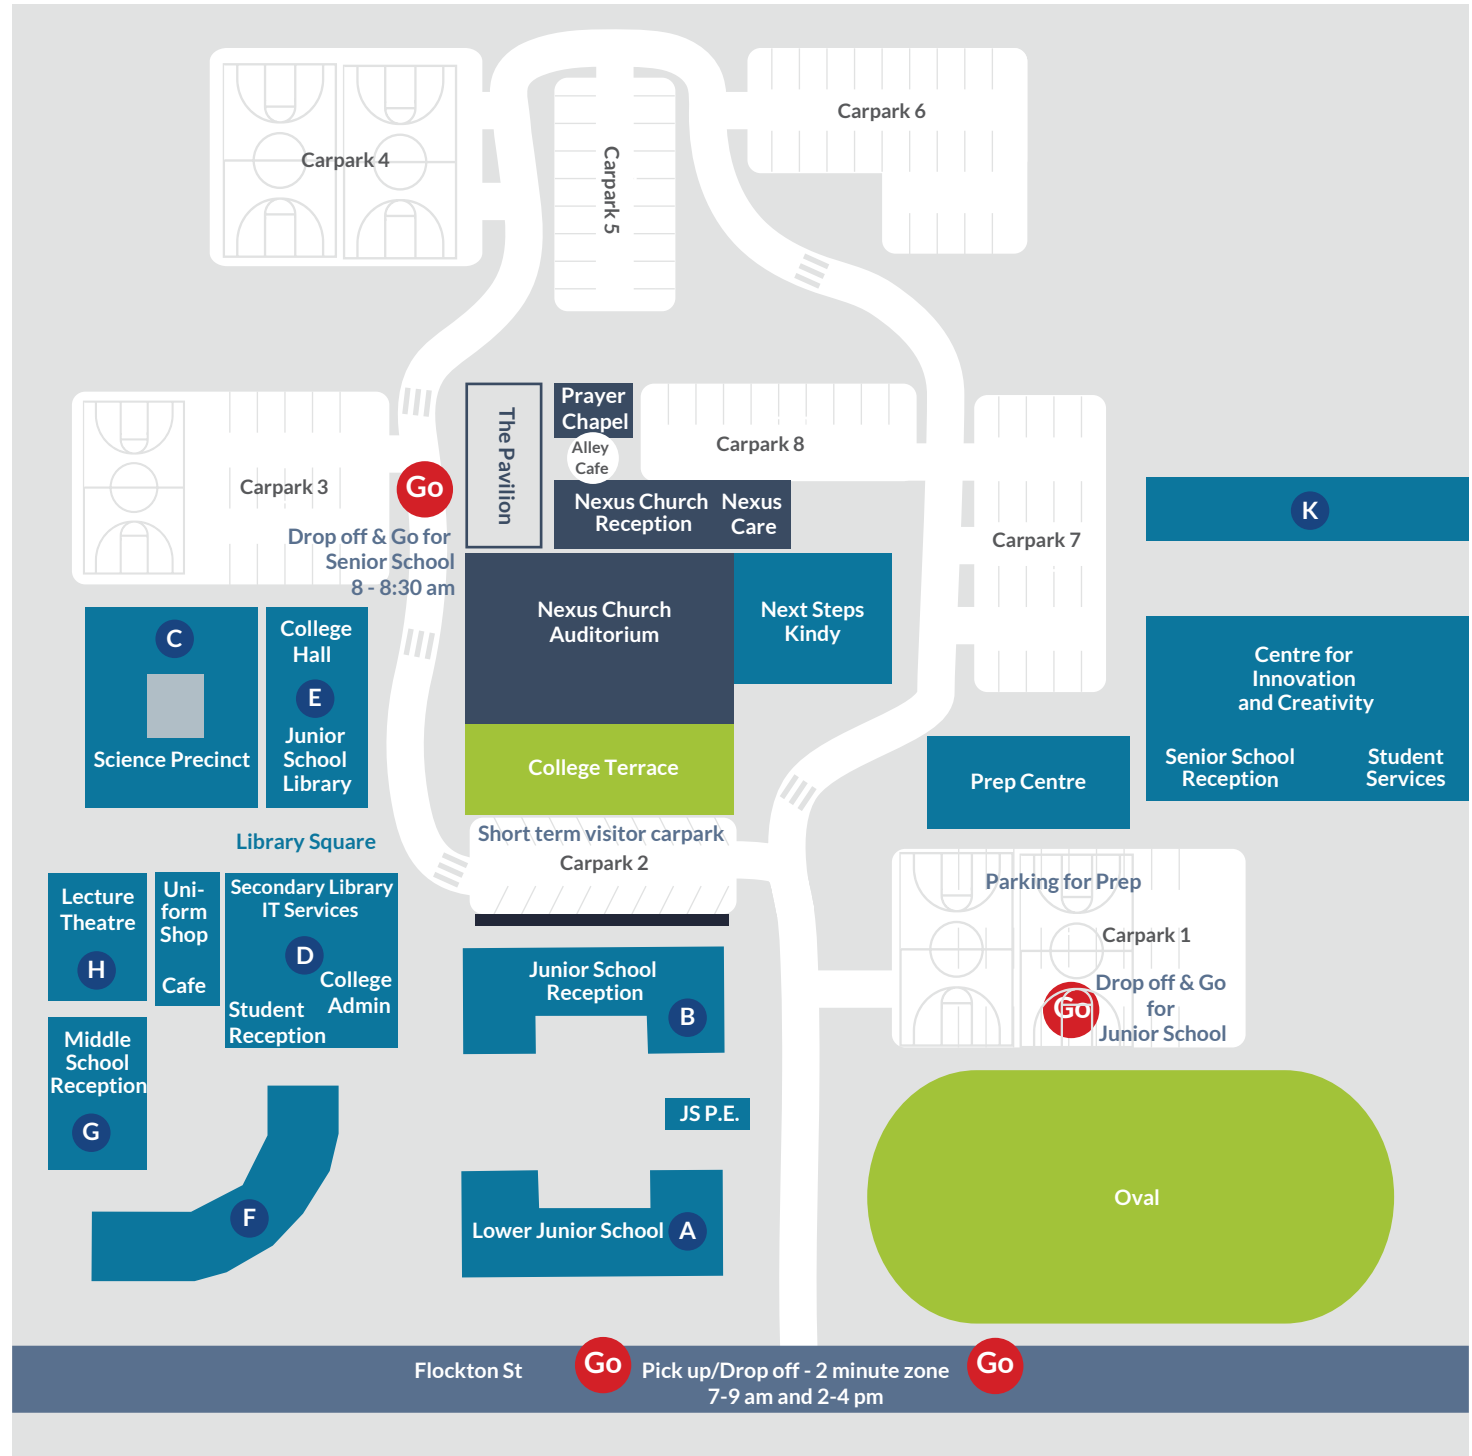 Carpark 6
Carpark 4
Carpark 5
Prayer
Chapel
The Pavilion
Alley
Cafe
Carpark 8
Carpark 3
Go
Nexus Church
Reception
Nexus
Care
K
Drop off & Go for
Senior School
8 - 8:30 am
Carpark 7
Nexus Church
Auditorium
Next Steps
Kindy
C
Science Precinct
College
Hall
E
Junior
School
Library
Centre for
Innovation
and Creativity
Senior School
Reception
Student
Services
College Terrace
Prep Centre
Library Square
Short term visitor carpark
Carpark 2
Lecture
Theatre
H
Uni-
form
Shop
Cafe
Secondary Library
IT Services
D
College
Admin
Student
Reception
Parking for Prep
Carpark 1
Drop off & Go
for
Junior School
Go
Junior School
Reception
B
Middle
School
Reception
G
JS P.E.
F
Lower Junior School
A
Oval
Flockton St
Go
Pick up/Drop off - 2 minute zone
7-9 am and 2-4 pm
Go